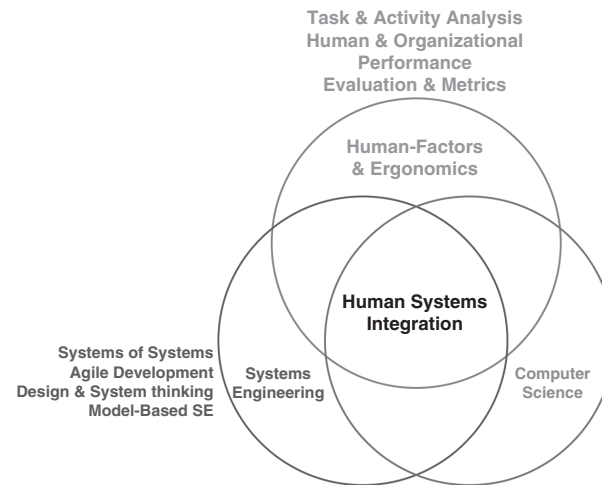 Task & Activity Analysis
Human & Organizational
Performance
Evaluation & Metrics
Human-Factors
& Ergonomics
Human Systems
Integration
Systems of Systems
Agile Development
Design & System thinking
Model-Based SE
Systems
Engineering
Computer
Science